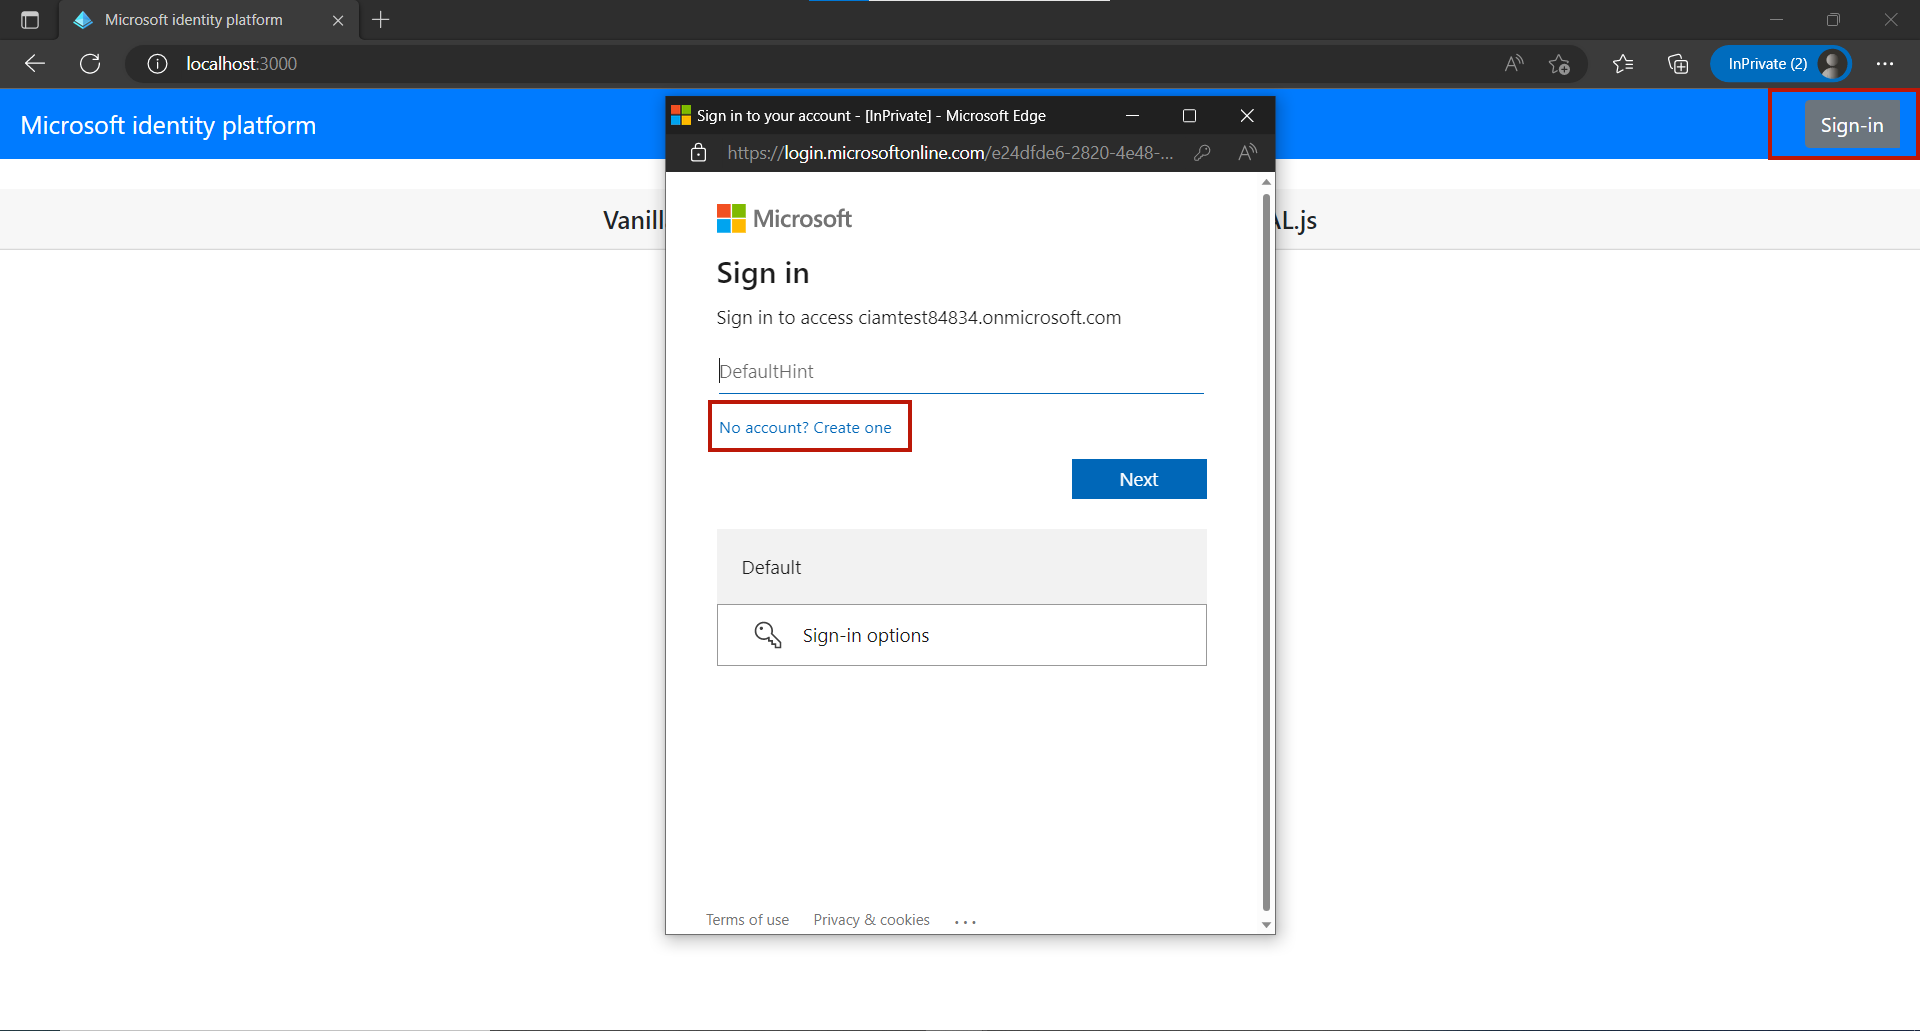 Microsoft identity platform
localhost:3000
InPrivate (2)
Microsoft identity platform
Sign-in
Sign in to your account - [InPrivate] - Microsoft Edge
https://login.microsoftonline.com/e24dfde6-2820-4e48-...
Vanill
AL.js
Microsoft
Sign in
Sign in to access ciamtest84834.onmicrosoft.com
DefaultHint
No account? Create one
Next
Default
Sign-in options
Terms of use Privacy & cookies ...